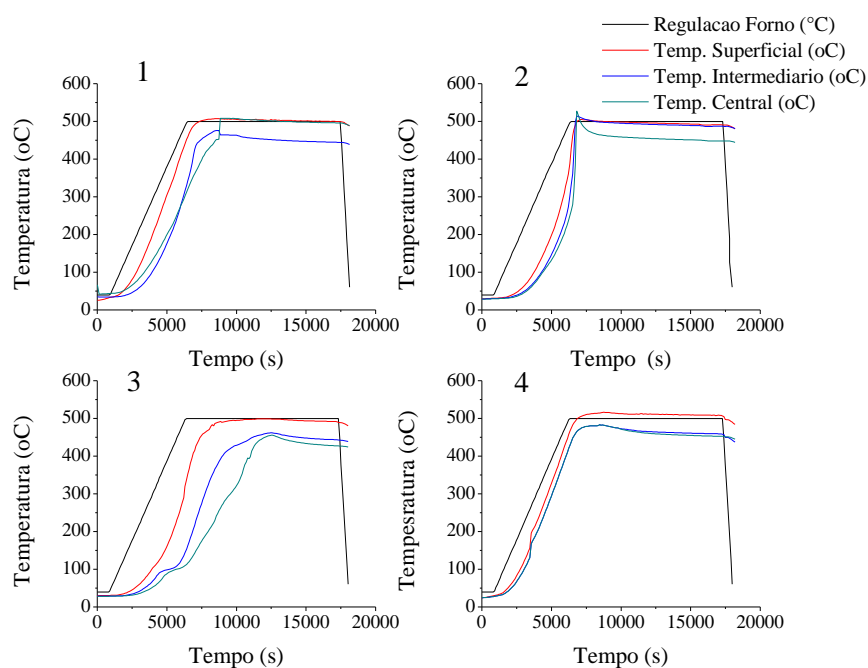 Regulacao Forno (°C)
Temp. Superficial (oC)
Temp. Intermediario (oC)
Temp. Central (oC)
1
600
500
400
300
200
100
0
0 5000 10000 15000 20000
Temperatura (oC)
Tempo (s)
2
600
500
400
300
200
100
0
0 5000 10000 15000 20000
Temperatura (oC)
Tempo (s)
3
600
500
400
300
200
100
0
0 5000 10000 15000 20000
Temperatura (oC)
Tempo (s)
4
600
500
400
300
200
100
0
0 5000 10000 15000 20000
Tempesratura (oC)
Tempo (s)